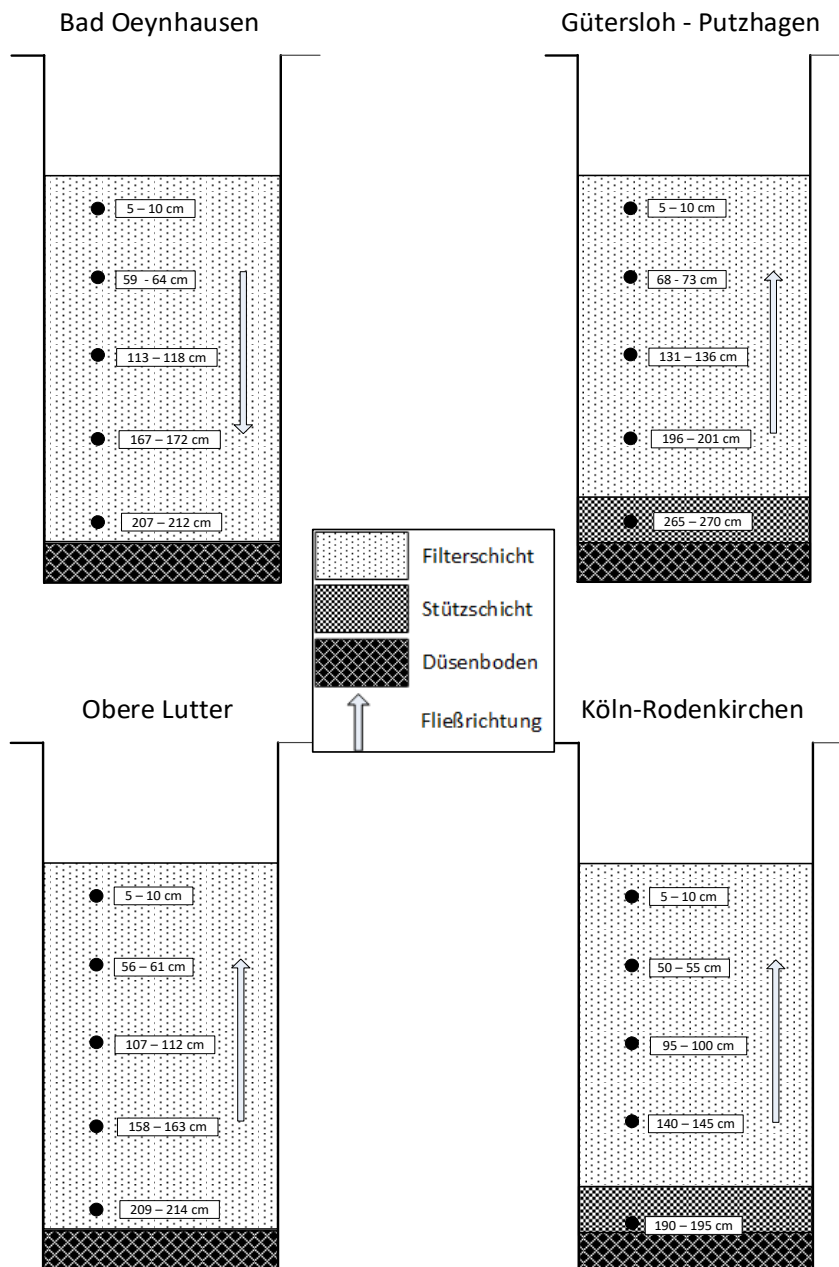 Bad Oeynhausen
5 – 10 cm
59 - 64 cm
113 – 118 cm
167 – 172 cm
207 – 212 cm
Gütersloh - Putzhagen
5 – 10 cm
68 - 73 cm
131 – 136 cm
196 – 201 cm
265 – 270 cm
Filterschicht
Stützschicht
Düsenboden
Fließrichtung
Obere Lutter
5 – 10 cm
56 – 61 cm
107 – 112 cm
158 – 163 cm
209 – 214 cm
Köln-Rodenkirchen
5 – 10 cm
50 – 55 cm
95 – 100 cm
140 – 145 cm
190 – 195 cm